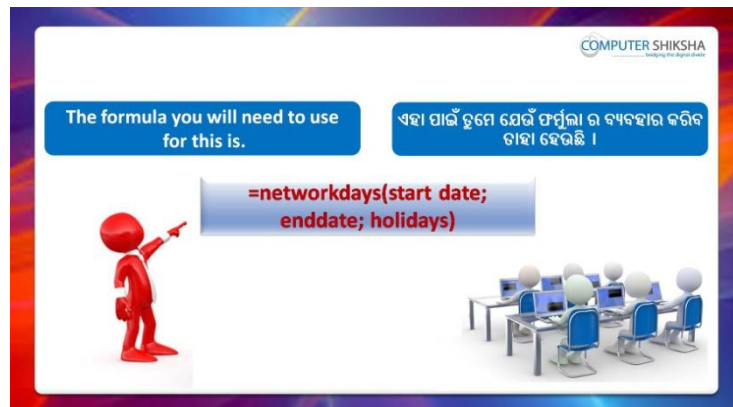 COMPUTER SHIKSHA
bridging the digital divide
The formula you will need to use
for this is.
ଏହା ପାଇଁ ତୁମେ ଯେଉଁ ଫର୍ମୁଲା ର ବ୍ୟବହାର କରିବ
ତାହା ହେଉଛି ।
=networkdays(start date;
enddate; holidays)